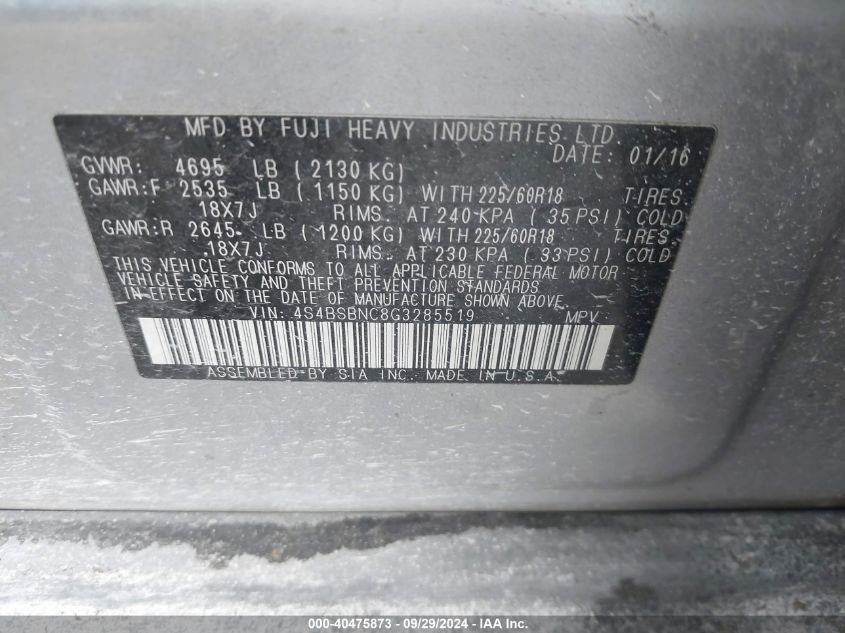 MFD BY FUJI HEAVY INDUSTRIES LTD.
DATE: 01/16
GVWR: 4695 LB ( 2130 KG)
GAWR:F 2535 LB ( 1150 KG) WITH 225/60R18 TIRES
18X7J RIMS. AT 240 KPA ( 35 PSI) COLD
GAWR:R 2645 LB ( 1200 KG) WITH 225/60R18 TIRES
18X7J RIMS. AT 230 KPA ( 33 PSI) COLD
THIS VEHICLE CONFORMS TO ALL APPLICABLE FEDERAL MOTOR
VEHICLE SAFETY AND THEFT PREVENTION STANDARDS
IN EFFECT ON THE DATE OF MANUFACTURE SHOWN ABOVE.
VIN: 4S4BSBNC8G3285519 MPV
ASSEMBLED BY SIA INC. MADE IN U.S.A.
000-40475873 - 09/29/2024 - IAA Inc.